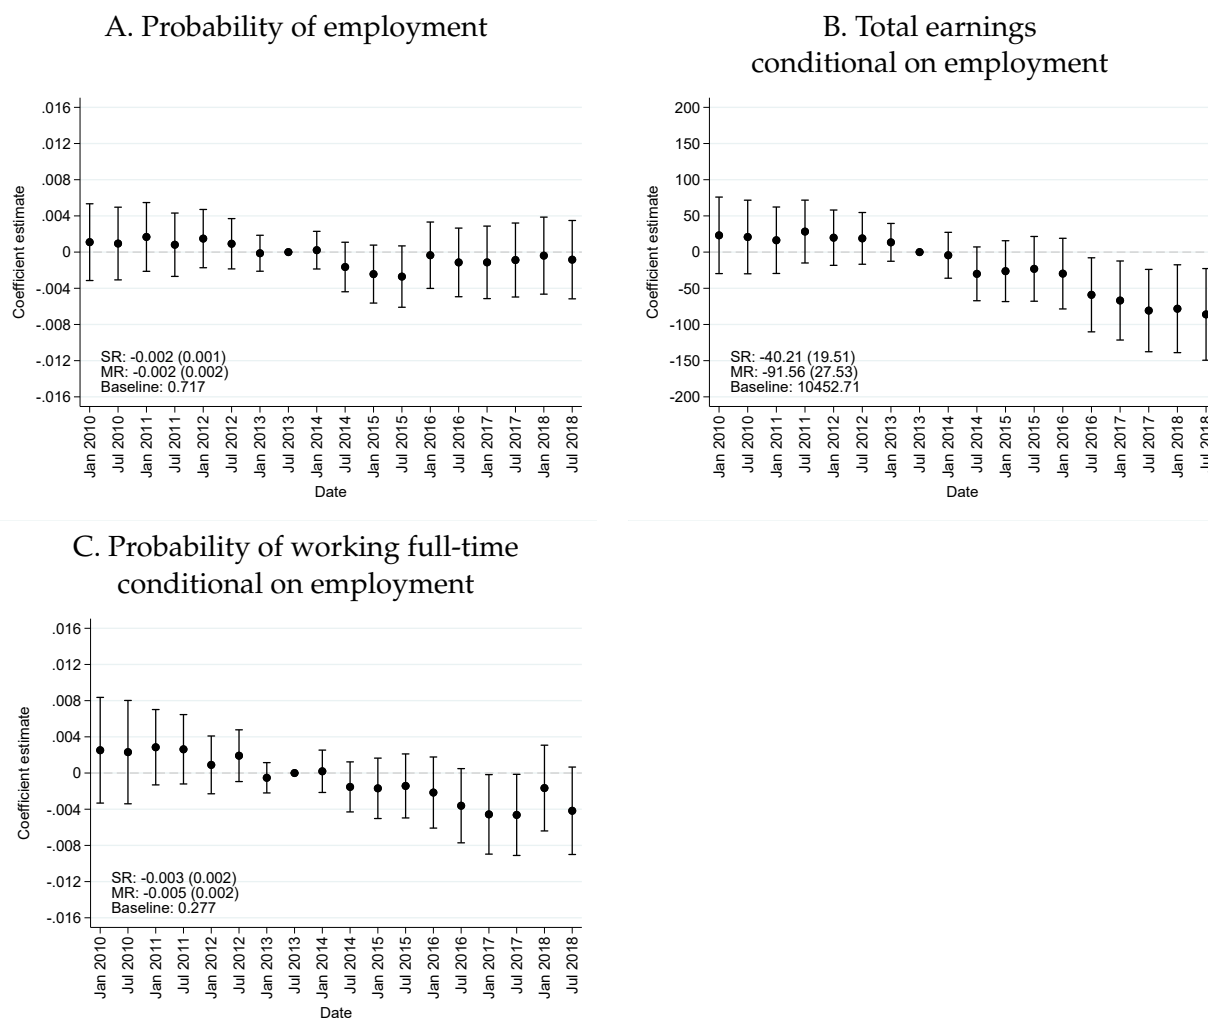 A. Probability of employment
.016
.012
.008
.004
0
-.004
-.008
-.012
-.016
Coefficient estimate
SR: -0.002 (0.001)
MR: -0.002 (0.002)
Baseline: 0.717
Jan 2010
Jul 2010
Jan 2011
Jul 2011
Jan 2012
Jul 2012
Jan 2013
Jul 2013
Jan 2014
Jul 2014
Jan 2015
Jul 2015
Jan 2016
Jul 2016
Jan 2017
Jul 2017
Jan 2018
Jul 2018
Date
B. Total earnings
conditional on employment
200
150
100
50
0
-50
-100
-150
-200
Coefficient estimate
SR: -40.21 (19.51)
MR: -91.56 (27.53)
Baseline: 10452.71
Jan 2010
Jul 2010
Jan 2011
Jul 2011
Jan 2012
Jul 2012
Jan 2013
Jul 2013
Jan 2014
Jul 2014
Jan 2015
Jul 2015
Jan 2016
Jul 2016
Jan 2017
Jul 2017
Jan 2018
Jul 2018
Date
C. Probability of working full-time
conditional on employment
.016
.012
.008
.004
0
-.004
-.008
-.012
-.016
Coefficient estimate
SR: -0.003 (0.002)
MR: -0.005 (0.002)
Baseline: 0.277
Jan 2010
Jul 2010
Jan 2011
Jul 2011
Jan 2012
Jul 2012
Jan 2013
Jul 2013
Jan 2014
Jul 2014
Jan 2015
Jul 2015
Jan 2016
Jul 2016
Jan 2017
Jul 2017
Jan 2018
Jul 2018
Date